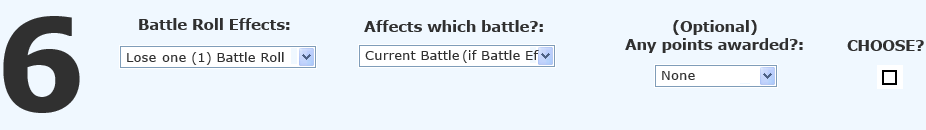 6
Battle Roll Effects:
Lose one (1) Battle Roll
Affects which battle?:
Current Battle (if Battle Ef
(Optional)
Any points awarded?:
None
CHOOSE?